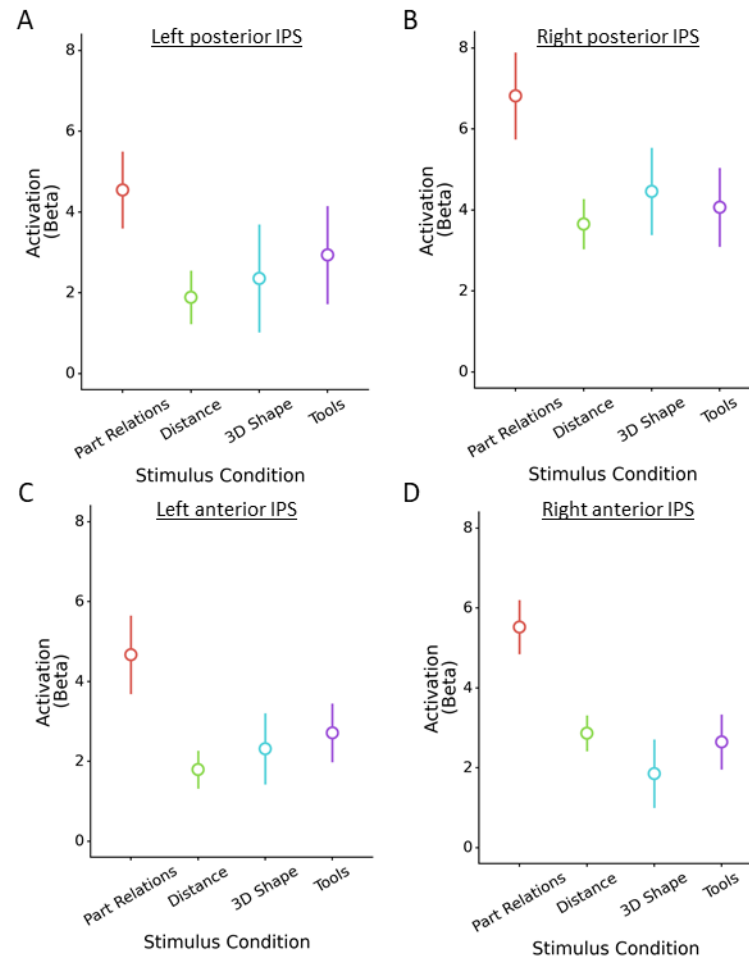 A
Left posterior IPS
8
6
4
2
0
Activation
(Beta)
Part Relations
Distance
3D Shape
Tools
Stimulus Condition
B
Right posterior IPS
8
6
4
2
0
Activation
(Beta)
Part Relations
Distance
3D Shape
Tools
Stimulus Condition
C
Left anterior IPS
8
6
4
2
0
Activation
(Beta)
Part Relations
Distance
3D Shape
Tools
Stimulus Condition
D
Right anterior IPS
8
6
4
2
0
Activation
(Beta)
Part Relations
Distance
3D Shape
Tools
Stimulus Condition